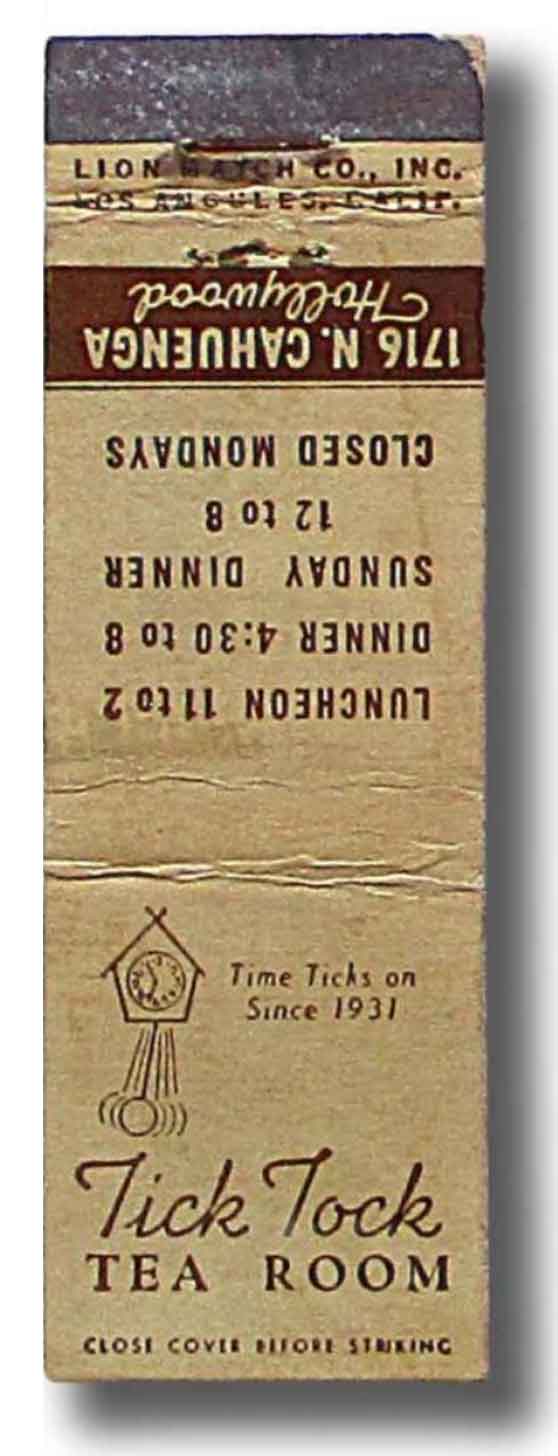 LION MATCH CO., INC.
LOS ANGELES, CALIF.
LUNCHEON 11 to 2
DINNER 4:30 to 8
SUNDAY DINNER
12 to 8
CLOSED MONDAYS
1716 N. CAHUENGA
Hollywood
Time Ticks on
Since 1931
Tick Tock
TEA ROOM
CLOSE COVER BEFORE STRIKING